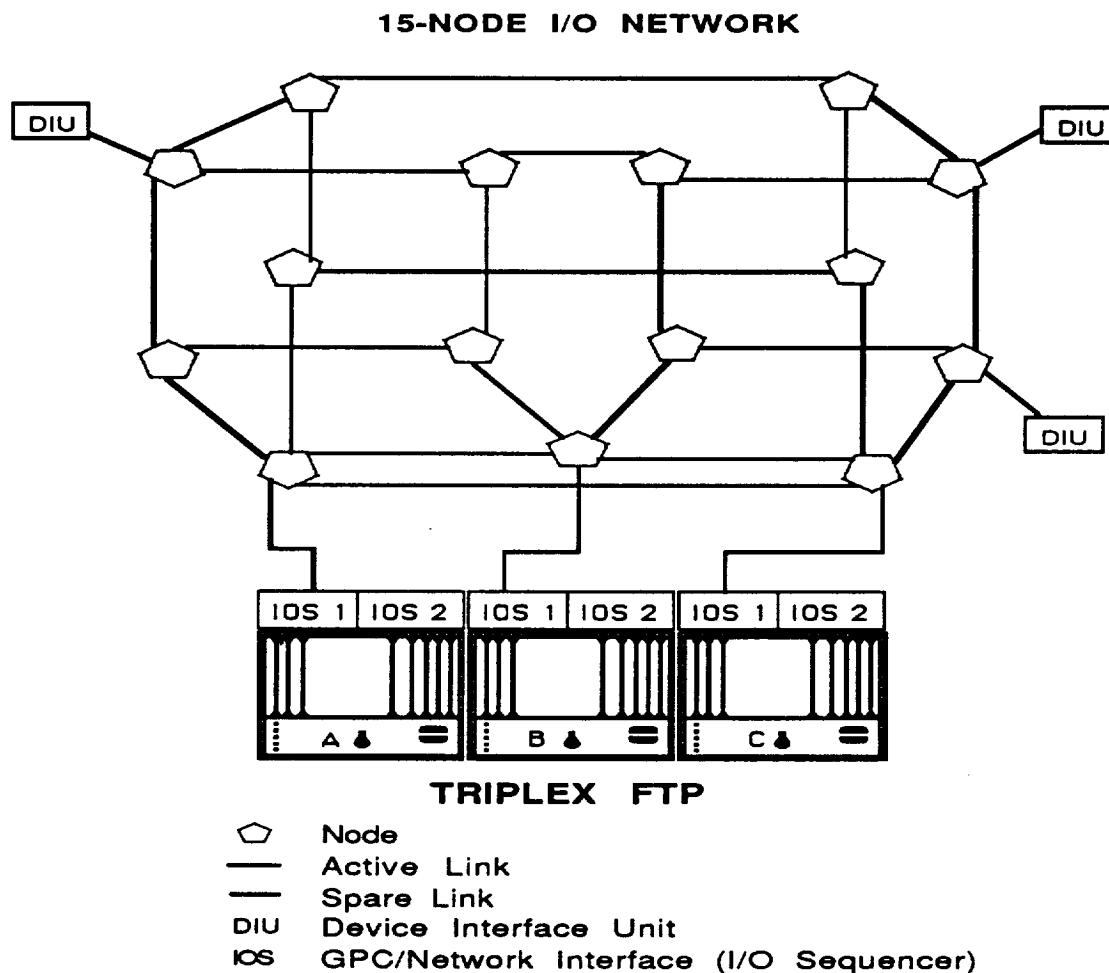 15-NODE I/O NETWORK
DIU
DIU
DIU
IOS 1 IOS 2 IOS 1 IOS 2 IOS 1 IOS 2
A B C
TRIPLEX FTP
Node
Active Link
Spare Link
DIU Device Interface Unit
IOS GPC/Network Interface (I/O Sequencer)